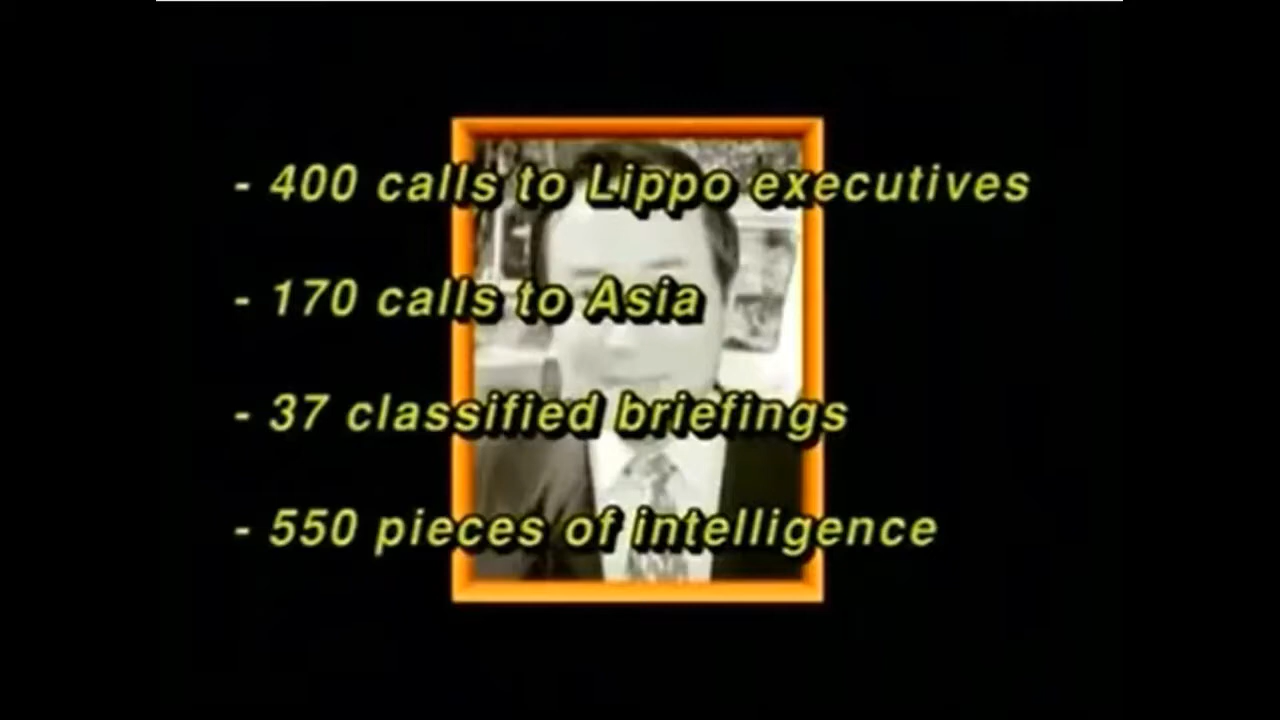 - 400 calls to Lippo executives
- 170 calls to Asia
- 37 classified briefings
- 550 pieces of intelligence